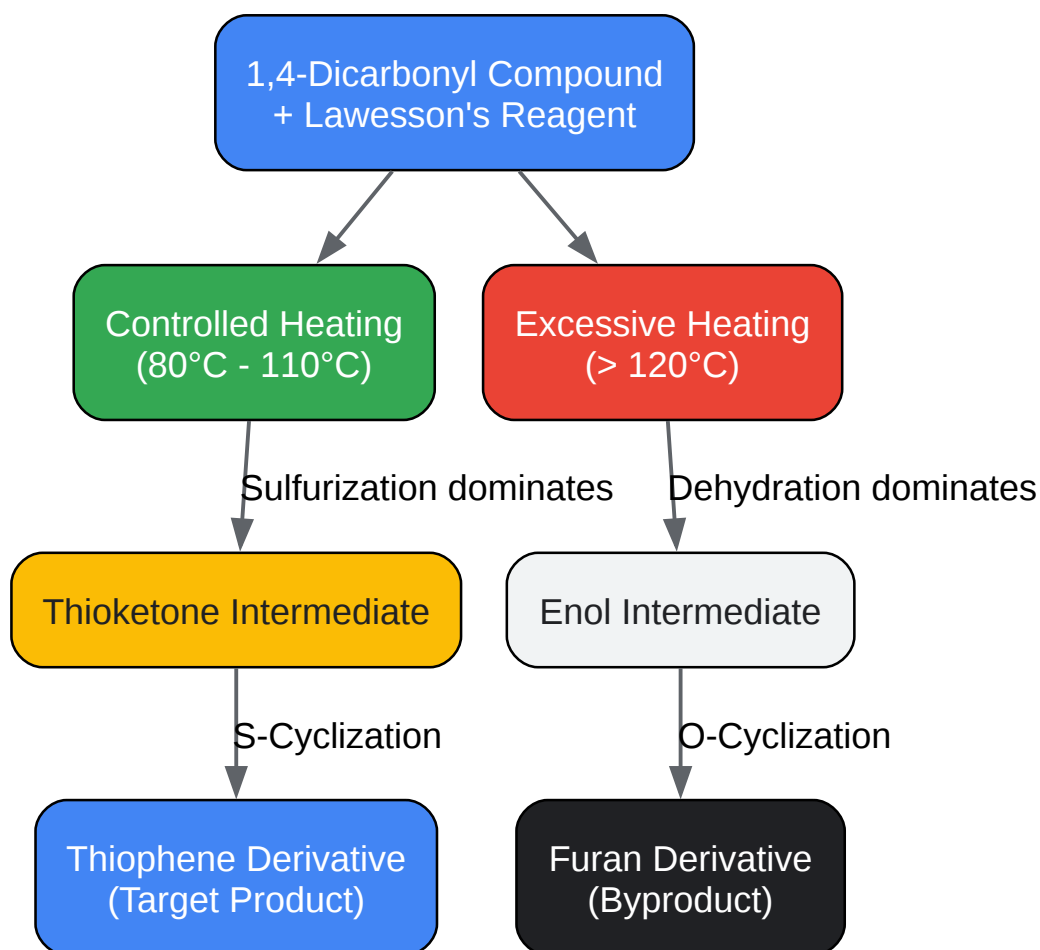 1,4-Dicarbonyl Compound
+ Lawesson's Reagent
Controlled Heating
(80°C - 110°C)
Excessive Heating
(> 120°C)
Sulfurization dominates
Dehydration dominates
Thioketone Intermediate
Enol Intermediate
S-Cyclization
O-Cyclization
Thiophene Derivative
(Target Product)
Furan Derivative
(Byproduct)